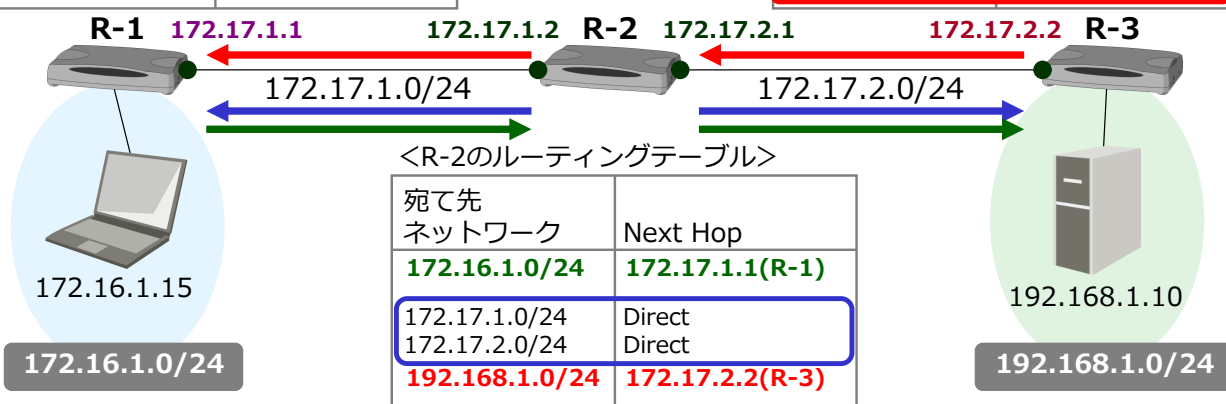 R-1 172.17.1.1 172.17.1.2 R-2 172.17.2.1 172.17.2.2 R-3
172.17.1.0/24 172.17.2.0/24
<R-2のルーティングテーブル>
宛て先
ネットワーク Next Hop
172.16.1.0/24 172.17.1.1(R-1)
172.17.1.0/24 Direct
172.17.2.0/24 Direct
192.168.1.0/24 172.17.2.2(R-3)
172.16.1.15
192.168.1.10
172.16.1.0/24
192.168.1.0/24